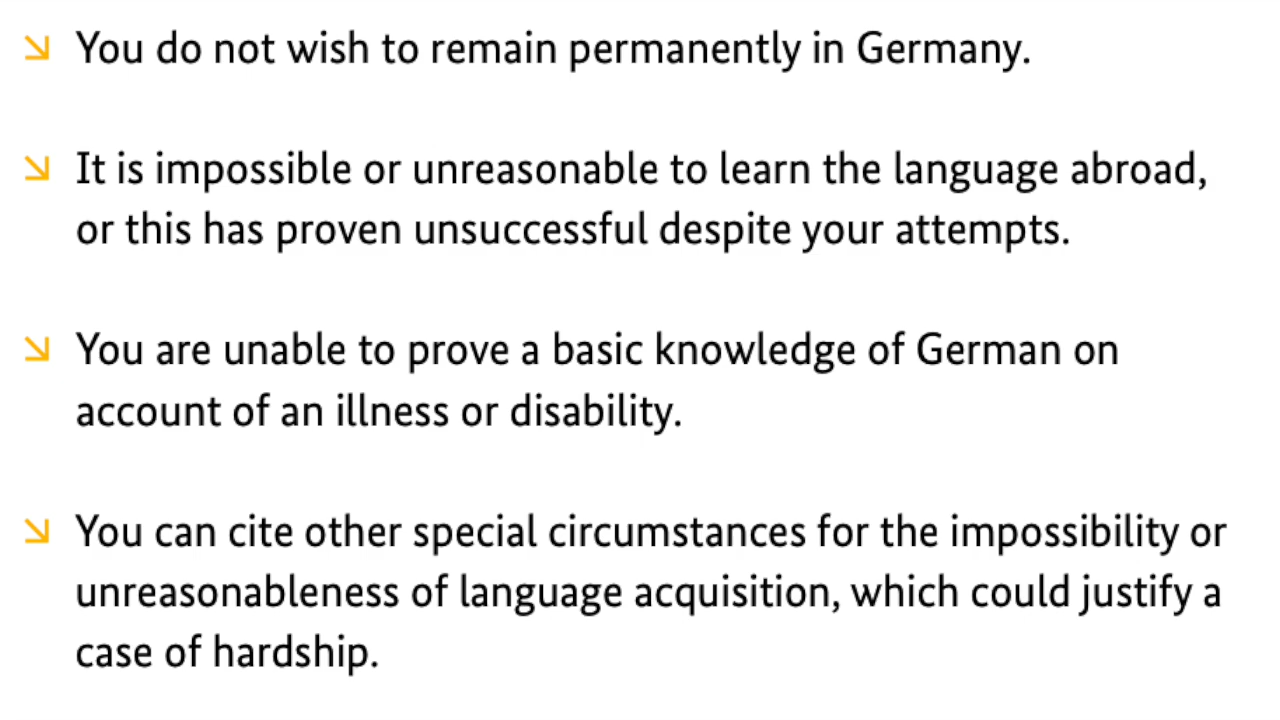 You do not wish to remain permanently in Germany.
It is impossible or unreasonable to learn the language abroad,
or this has proven unsuccessful despite your attempts.
You are unable to prove a basic knowledge of German on
account of an illness or disability.
You can cite other special circumstances for the impossibility or
unreasonableness of language acquisition, which could justify a
case of hardship.